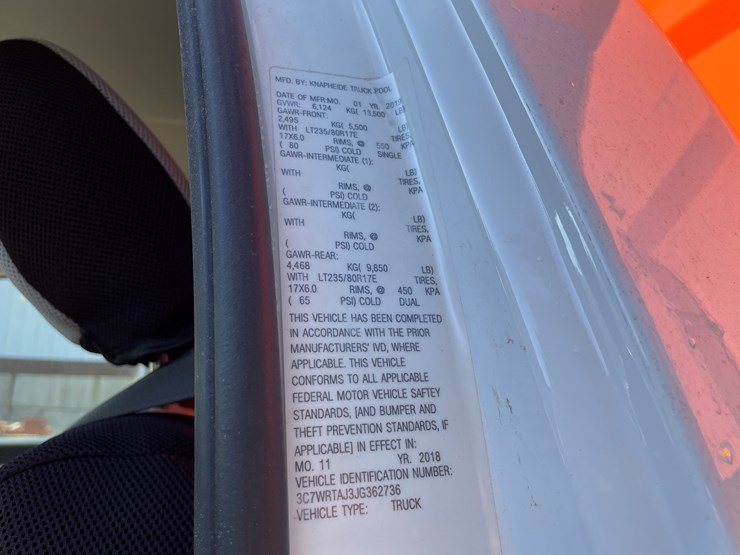 MFD. BY: KNAPHEIDE TRUCK POOL
DATE OF MFR:MO. 01 YR. 2019
GVWR: 6,124 KG( 13,500 LB)
GAWR-FRONT:
2,495 KG( 5,500 LB)
WITH LT235/80R17E TIRES,
17X6.0 RIMS, @ 550 KPA
( 80 PSI) COLD SINGLE
GAWR-INTERMEDIATE (1):
KG( LB)
WITH TIRES,
RIMS, @ KPA
( PSI) COLD
GAWR-INTERMEDIATE (2):
KG( LB)
WITH TIRES,
RIMS, @ KPA
( PSI) COLD
GAWR-REAR:
4,468 KG( 9,850 LB)
WITH LT235/80R17E TIRES,
17X6.0 RIMS, @ 450 KPA
( 65 PSI) COLD DUAL
THIS VEHICLE HAS BEEN COMPLETED
IN ACCORDANCE WITH THE PRIOR
MANUFACTURERS' IVD, WHERE
APPLICABLE. THIS VEHICLE
CONFORMS TO ALL APPLICABLE
FEDERAL MOTOR VEHICLE SAFTEY
STANDARDS, [AND BUMPER AND
THEFT PREVENTION STANDARDS, IF
APPLICABLE] IN EFFECT IN:
MO. 11 YR. 2018
VEHICLE IDENTIFICATION NUMBER:
3C7WRTAJ3JG362736
VEHICLE TYPE: TRUCK